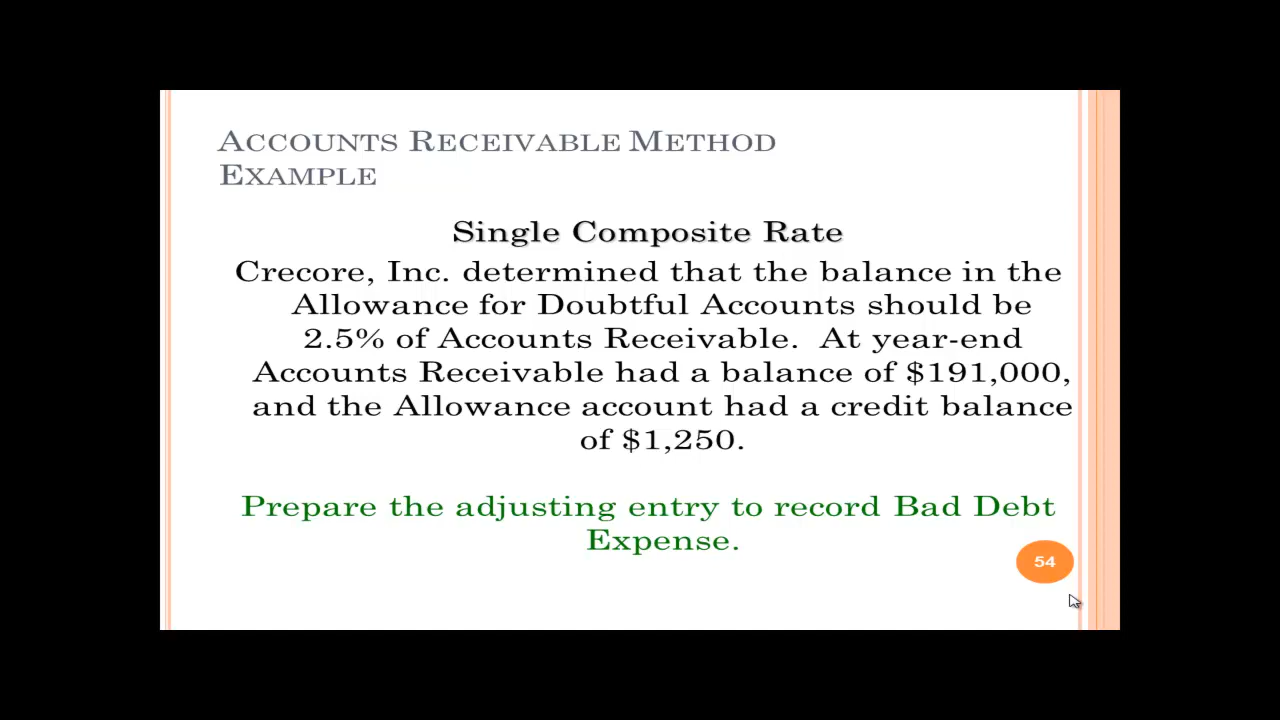 Accounts Receivable Method
Example
Single Composite Rate
Crecore, Inc. determined that the balance in the
Allowance for Doubtful Accounts should be
2.5% of Accounts Receivable. At year-end
Accounts Receivable had a balance of $191,000,
and the Allowance account had a credit balance
of $1,250.
Prepare the adjusting entry to record Bad Debt
Expense.
54